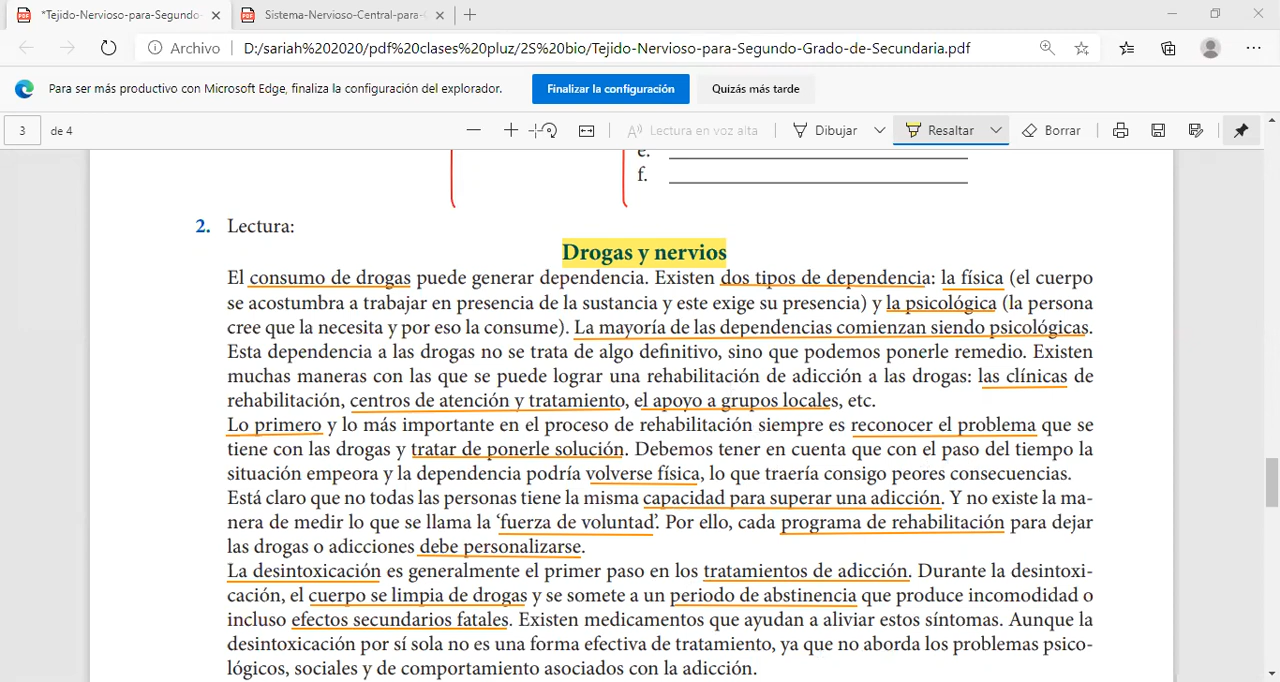 *Tejido-Nervioso-para-Segundo-
Sistema-Nervioso-Central-para-
Archivo
D:/sariah%202020/pdf%20clases%20pluz/2S%20bio/Tejido-Nervioso-para-Segundo-Grado-de-Secundaria.pdf
Para ser más productivo con Microsoft Edge, finaliza la configuración del explorador.
Finalizar la configuración
Quizás más tarde
3 de 4
Lectura en voz alta
Dibujar
Resaltar
Borrar
e.
f.
2. Lectura:
Drogas y nervios
El consumo de drogas puede generar dependencia. Existen dos tipos de dependencia: la física (el cuerpo
se acostumbra a trabajar en presencia de la sustancia y este exige su presencia) y la psicológica (la persona
cree que la necesita y por eso la consume). La mayoría de las dependencias comienzan siendo psicológicas.
Esta dependencia a las drogas no se trata de algo definitivo, sino que podemos ponerle remedio. Existen
muchas maneras con las que se puede lograr una rehabilitación de adicción a las drogas: las clínicas de
rehabilitación, centros de atención y tratamiento, el apoyo a grupos locales, etc.
Lo primero y lo más importante en el proceso de rehabilitación siempre es reconocer el problema que se
tiene con las drogas y tratar de ponerle solución. Debemos tener en cuenta que con el paso del tiempo la
situación empeora y la dependencia podría volverse física, lo que traería consigo peores consecuencias.
Está claro que no todas las personas tiene la misma capacidad para superar una adicción. Y no existe la ma-
nera de medir lo que se llama la ‘fuerza de voluntad’. Por ello, cada programa de rehabilitación para dejar
las drogas o adicciones debe personalizarse.
La desintoxicación es generalmente el primer paso en los tratamientos de adicción. Durante la desintoxi-
cación, el cuerpo se limpia de drogas y se somete a un periodo de abstinencia que produce incomodidad o
incluso efectos secundarios fatales. Existen medicamentos que ayudan a aliviar estos síntomas. Aunque la
desintoxicación por sí sola no es una forma efectiva de tratamiento, ya que no aborda los problemas psico-
lógicos, sociales y de comportamiento asociados con la adicción.